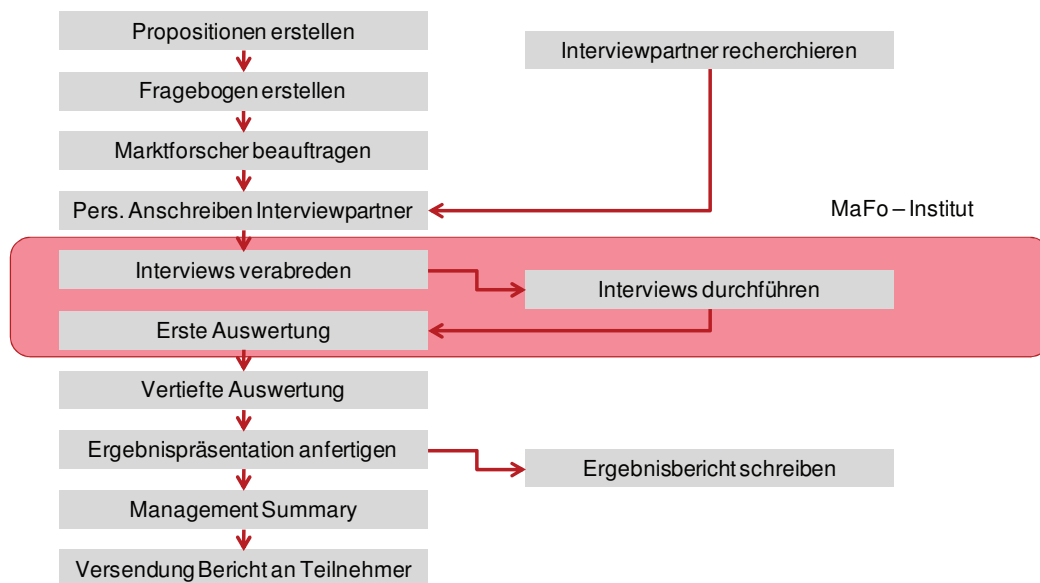 Propositionen erstellen
Interviewpartner recherchieren
Fragebogen erstellen
Marktforscher beauftragen
Pers. Anschreiben Interviewpartner
MaFo – Institut
Interviews verabreden
Interviews durchführen
Erste Auswertung
Vertiefte Auswertung
Ergebnispräsentation anfertigen
Ergebnisbericht schreiben
Management Summary
Versendung Bericht an Teilnehmer